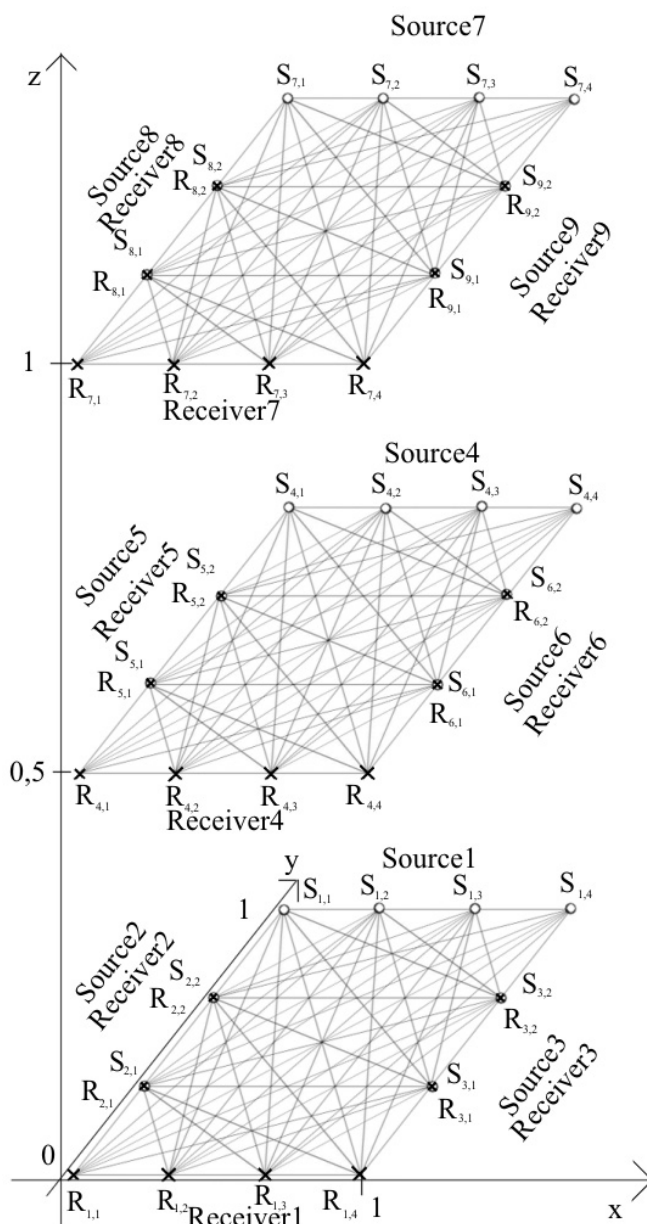 Source7
z
S7,1 S7,2 S7,3 S7,4
Source8
Receiver8
S8,2
R8,2
S9,2
R9,2
S8,1
R8,1
S9,1
R9,1
Source9
Receiver9
1
R7,1 R7,2 R7,3 R7,4
Receiver7
Source4
S4,1 S4,2 S4,3 S4,4
Source5
Receiver5
S5,2
R5,2
S6,2
R6,2
S5,1
R5,1
S6,1
R6,1
Source6
Receiver6
0,5
R4,1 R4,2 R4,3 R4,4
Receiver4
y
Source1
1
S1,1 S1,2 S1,3 S1,4
Source2
Receiver2
S2,2
R2,2
S3,2
R3,2
S2,1
R2,1
S3,1
R3,1
Source3
Receiver3
0
R1,1 R1,2 R1,3 R1,4
Receiver1
1
x